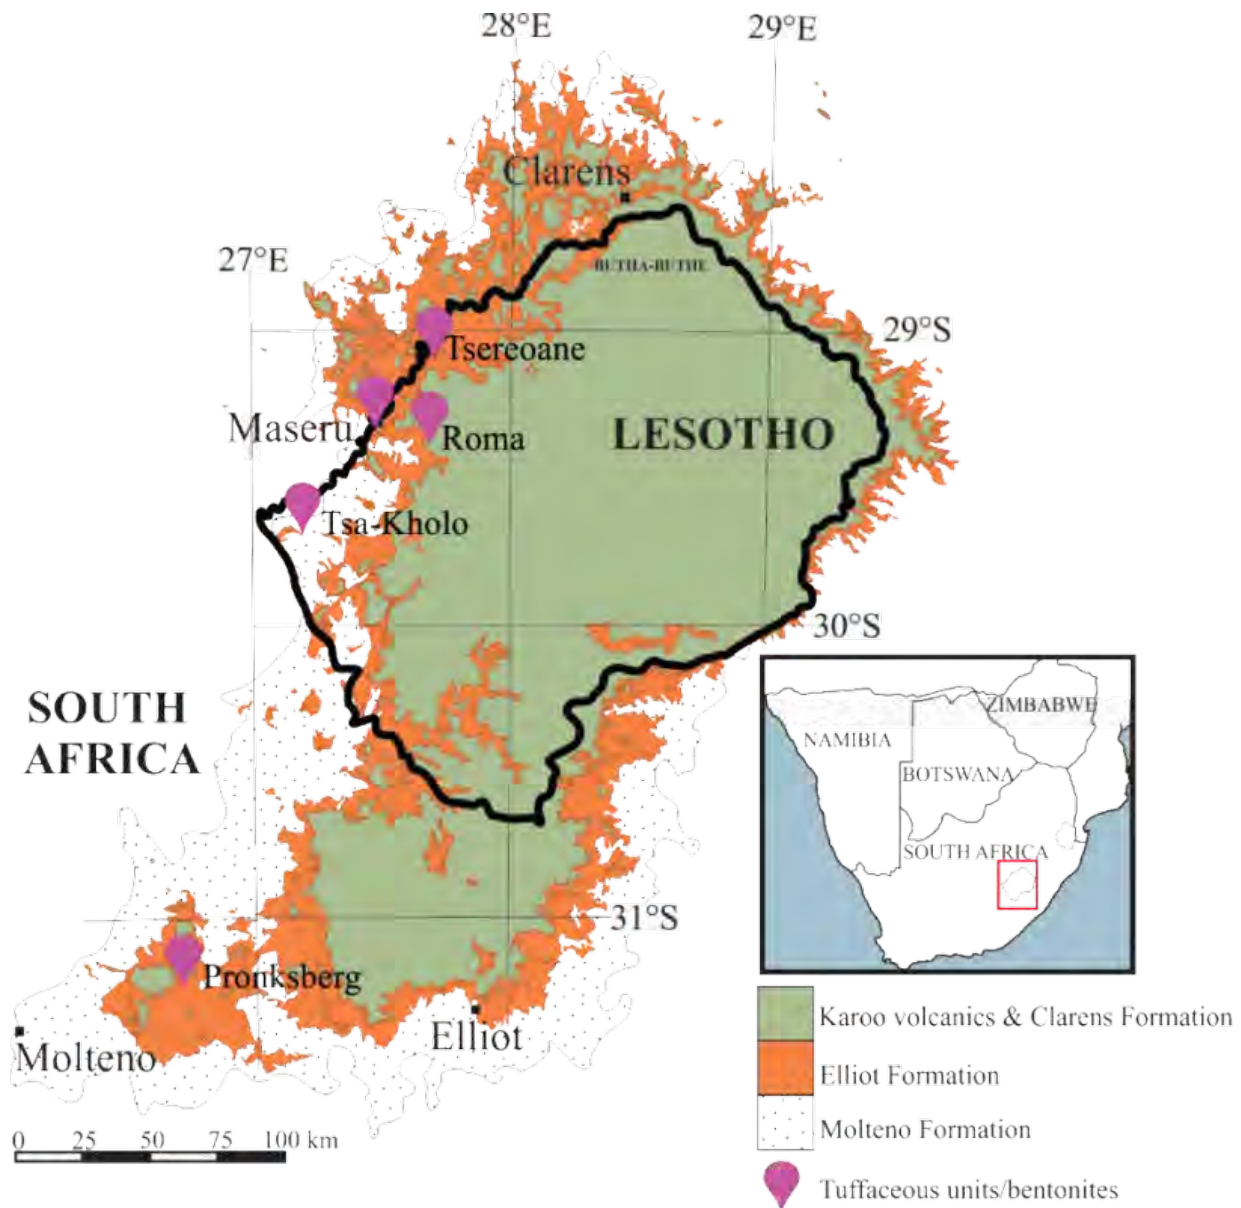 28°E
29°E
Clarens
27°E
BUTHA-BUTHE
29°S
Tsereoane
Maseru
Roma
LESOTHO
Tsa-Kholo
30°S
SOUTH
AFRICA
ZIMBABWE
NAMIBIA
BOTSWANA
SOUTH AFRICA
31°S
Pronksberg
Elliot
Molteno
Karoo volcanics & Clarens Formation
Elliot Formation
Molteno Formation
0 25 50 75 100 km
Tuffaceous units/bentonites